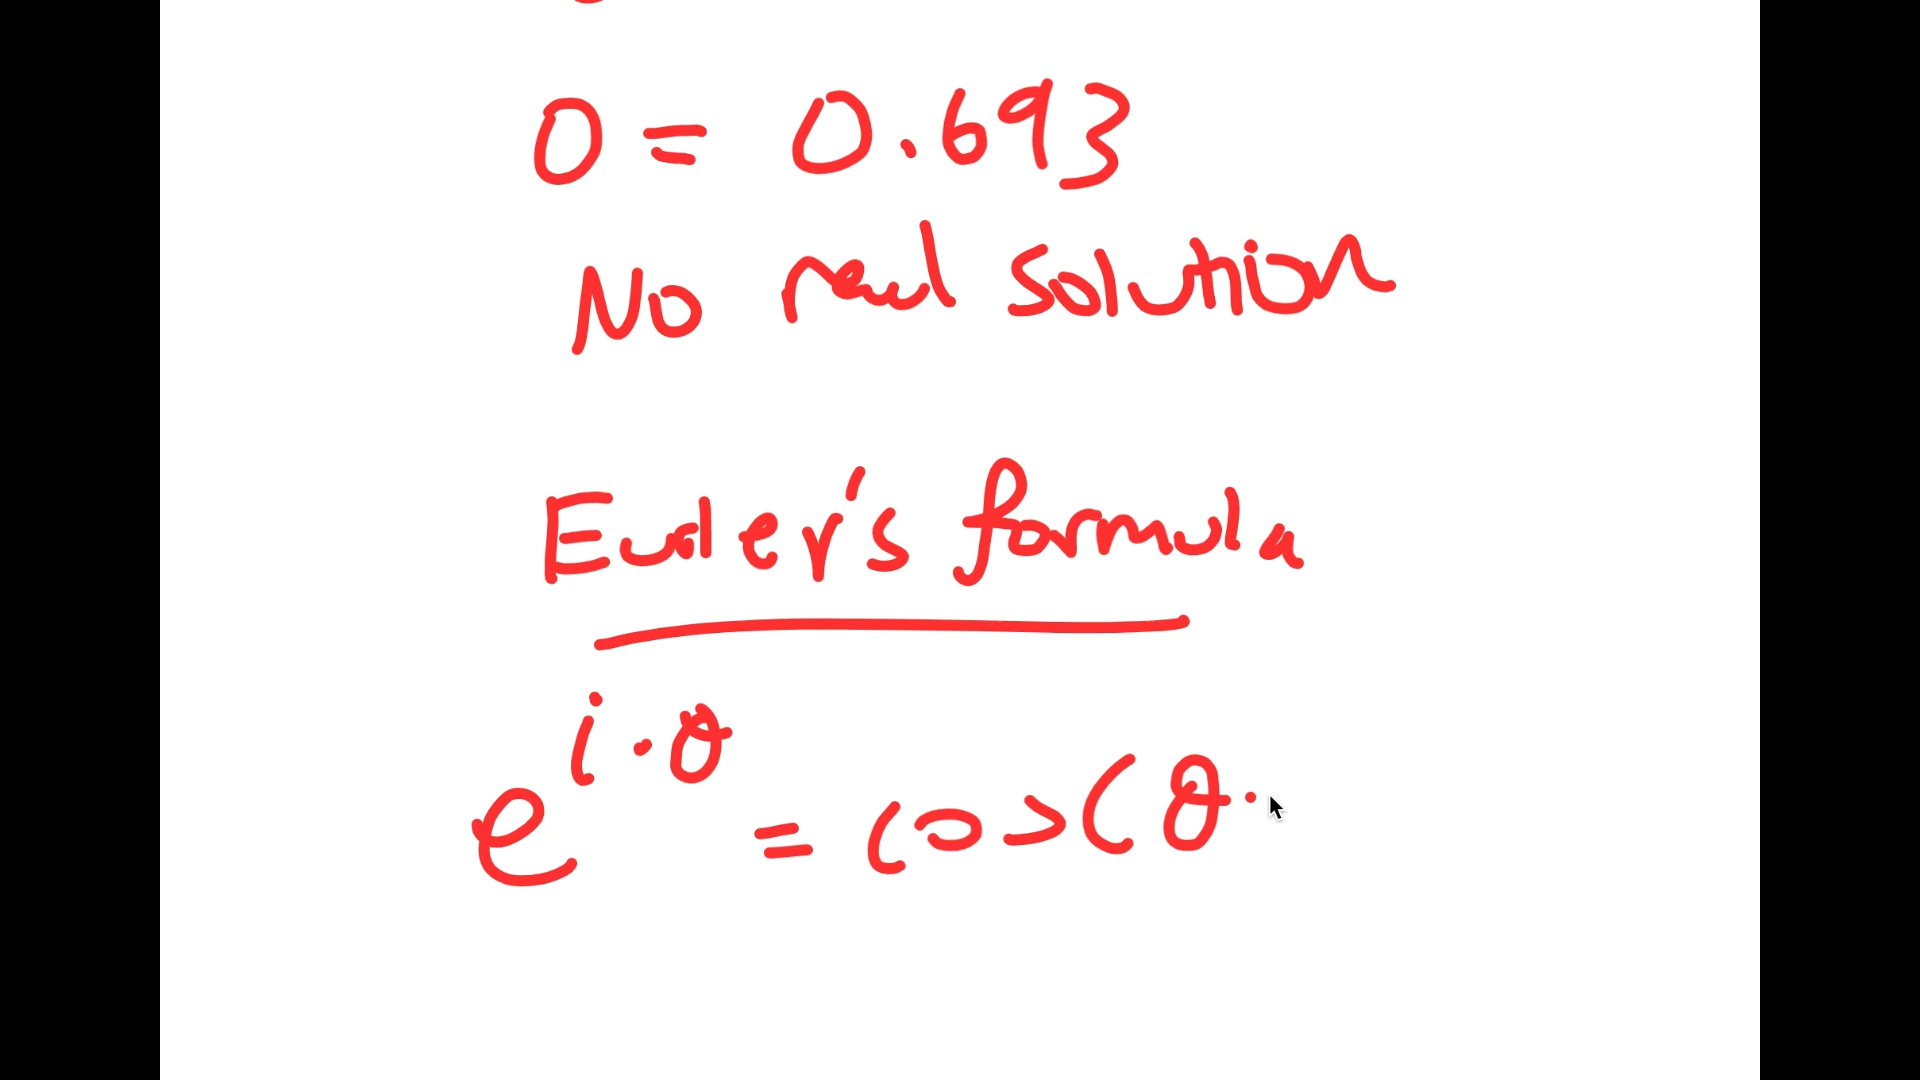 0 = 0.693
No real solution
Euler's formula
e^{i·θ} = cos(θ